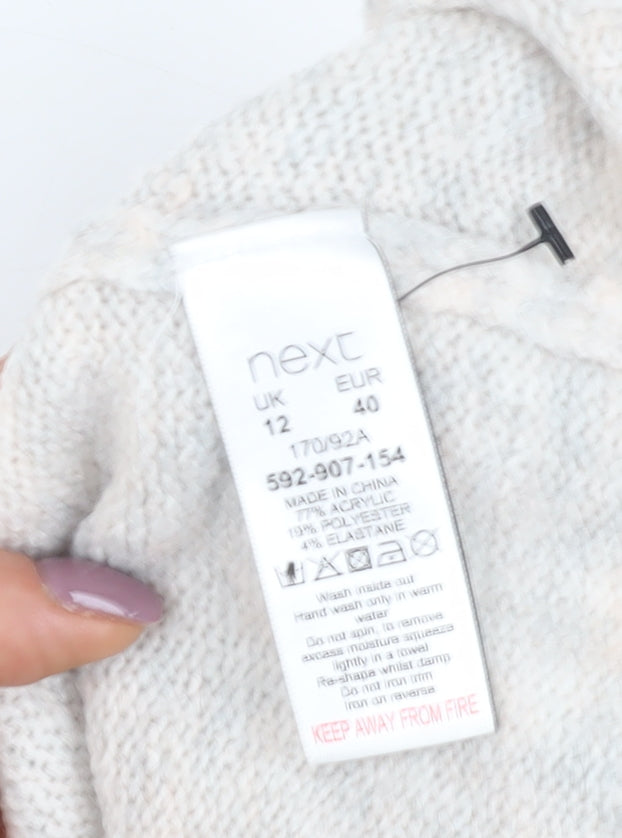 next
UK EUR
12 40
170/92A
592-907-154
MADE IN CHINA
77% ACRYLIC
19% POLYESTER
4% ELASTANE
Wash inside out
Hand wash only in warm
water
Do not spin, to remove
excess moisture squeeze
lightly in a towel
Re-shape whilst damp
Do not iron trim
Iron on reverse
KEEP AWAY FROM FIRE